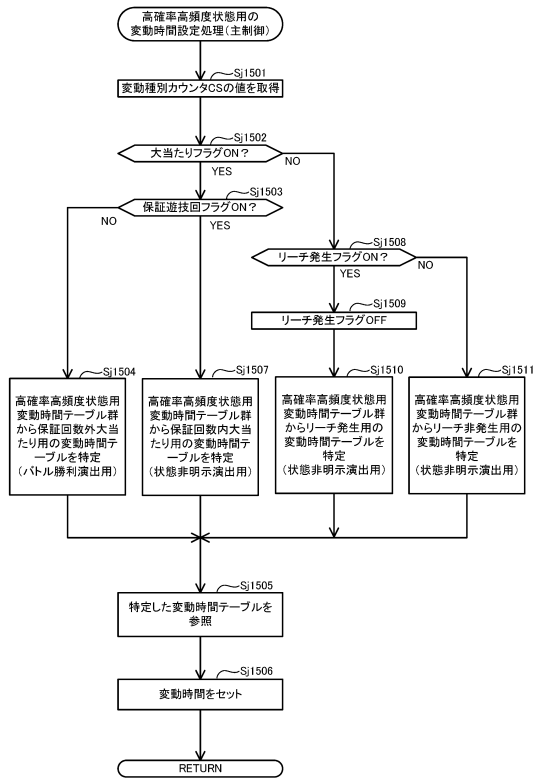 高確率高頻度状態用の
変動時間設定処理(主制御)
Sj1501
変動種別カウンタCSの値を取得
Sj1502
大当たりフラグON？
NO
YES
Sj1503
保証遊技回フラグON？
NO
YES
Sj1508
リーチ発生フラグON？
YES
NO
Sj1509
リーチ発生フラグOFF
Sj1504
高確率高頻度状態用
変動時間テーブル群
から保証回数外大当
たり用の変動時間テ
ーブルを特定
(バトル勝利演出用)
Sj1507
高確率高頻度状態用
変動時間テーブル群
から保証回数内大当
たり用の変動時間テ
ーブルを特定
(状態非明示演出用)
Sj1510
高確率高頻度状態用
変動時間テーブル群
からリーチ発生用の
変動時間テーブルを
特定
(状態非明示演出用)
Sj1511
高確率高頻度状態用
変動時間テーブル群
からリーチ非発生用の
変動時間テーブルを
特定
(状態非明示演出用)
Sj1505
特定した変動時間テーブルを
参照
Sj1506
変動時間をセット
RETURN